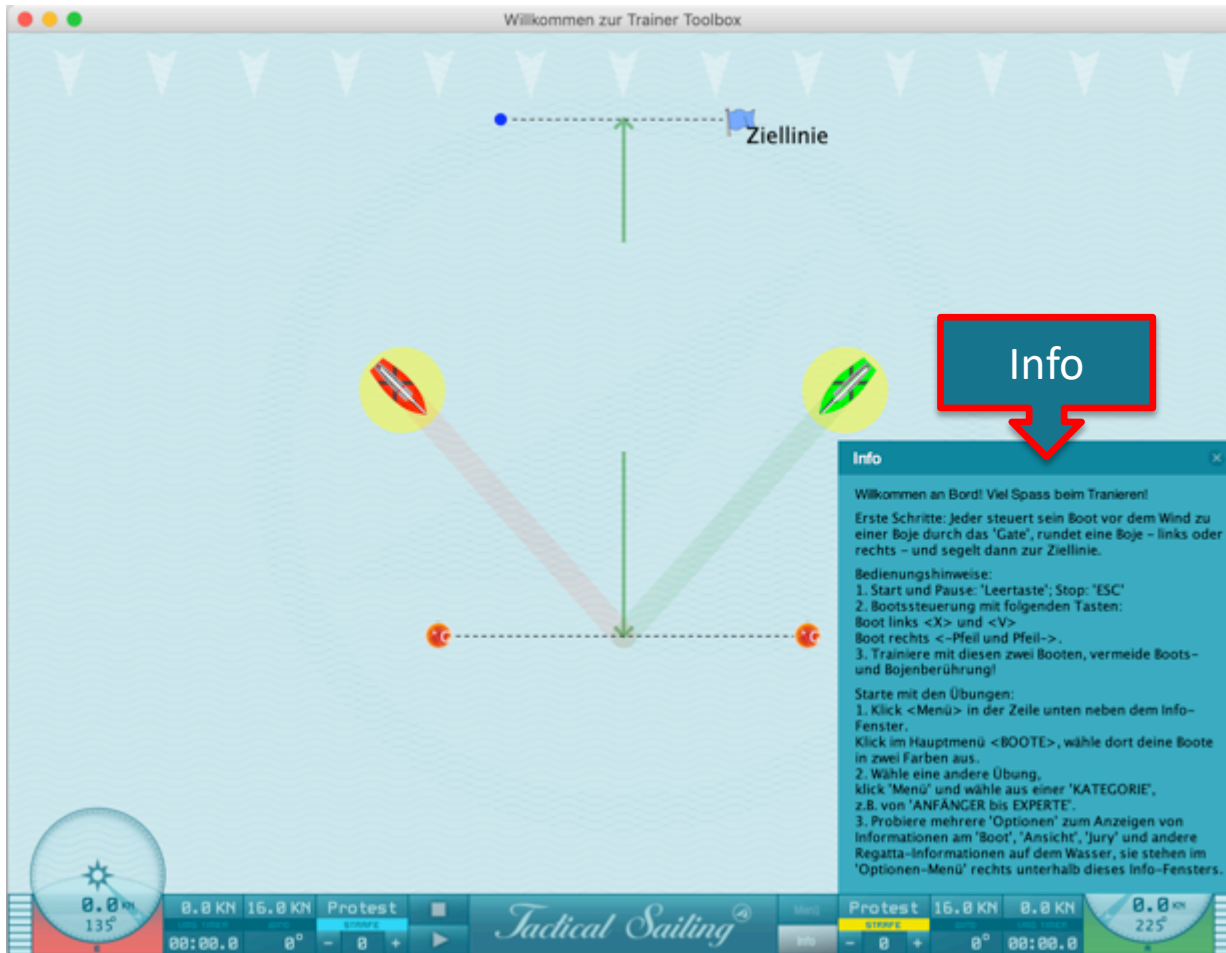 Willkommen zur Trainer Toolbox
Ziellinie
Info
Info
Willkommen an Bord! Viel Spass beim Tranieren!
Erste Schritte: Jeder steuert sein Boot vor dem Wind zu
einer Boje durch das 'Gate', rundet eine Boje – links oder
rechts – und segelt dann zur Ziellinie.
Bedienungshinweise:
1. Start und Pause: 'Leertaste'; Stop: 'ESC'
2. Bootssteuerung mit folgenden Tasten:
Boot links <X> und <V>
Boot rechts <-Pfeil und Pfeil->.
3. Trainiere mit diesen zwei Booten, vermeide Boots-
und Bojenberührung!
Starte mit den Übungen:
1. Klick <Menü> in der Zeile unten neben dem Info-
Fenster.
Klick im Hauptmenü <BOOTE>, wähle dort deine Boote
in zwei Farben aus.
2. Wähle eine andere Übung,
klick 'Menü' und wähle aus einer 'KATEGORIE',
z.B. von 'ANFÄNGER bis EXPERTE'.
3. Probiere mehrere 'Optionen' zum Anzeigen von
Informationen am 'Boot', 'Ansicht', 'Jury' und andere
Regatta-Informationen auf dem Wasser, sie stehen im
'Optionen-Menü' rechts unterhalb dieses Info-Fensters.
0.0 KN
135°
0.0 KN 16.0 KN Protest
STRAFE
00:00.0 0° - 0 +
Tactical Sailing
Menü
Info
Protest 16.0 KN 0.0 KN
STRAFE
- 0 + 0° 00:00.0
0.0 KN
225°